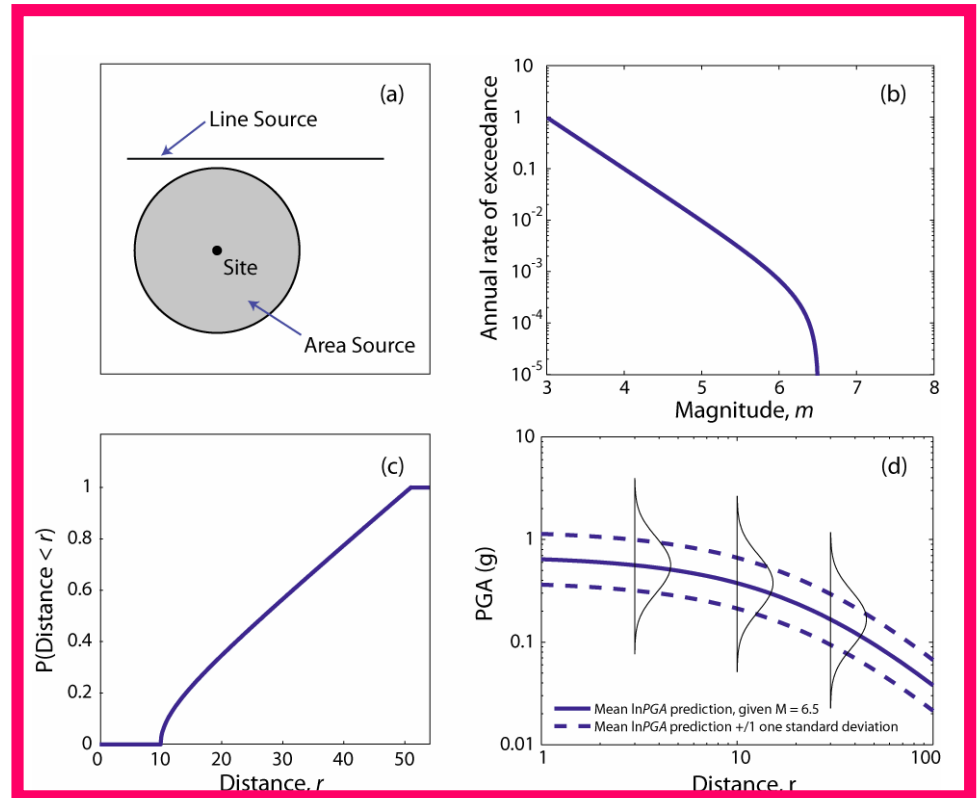 (a)
Line Source
Site
Area Source
(b)
Annual rate of exceedance
10
1
0.1
10-2
10-3
10-4
10-5
3 4 5 6 7 8
Magnitude, m
(c)
P(Distance < r)
1
0.8
0.6
0.4
0.2
0
0 10 20 30 40 50
Distance, r
(d)
PGA (g)
10
1
0.1
0.01
Mean lnPGA prediction, given M = 6.5
Mean lnPGA prediction +/1 one standard deviation
1 10 100
Distance, r